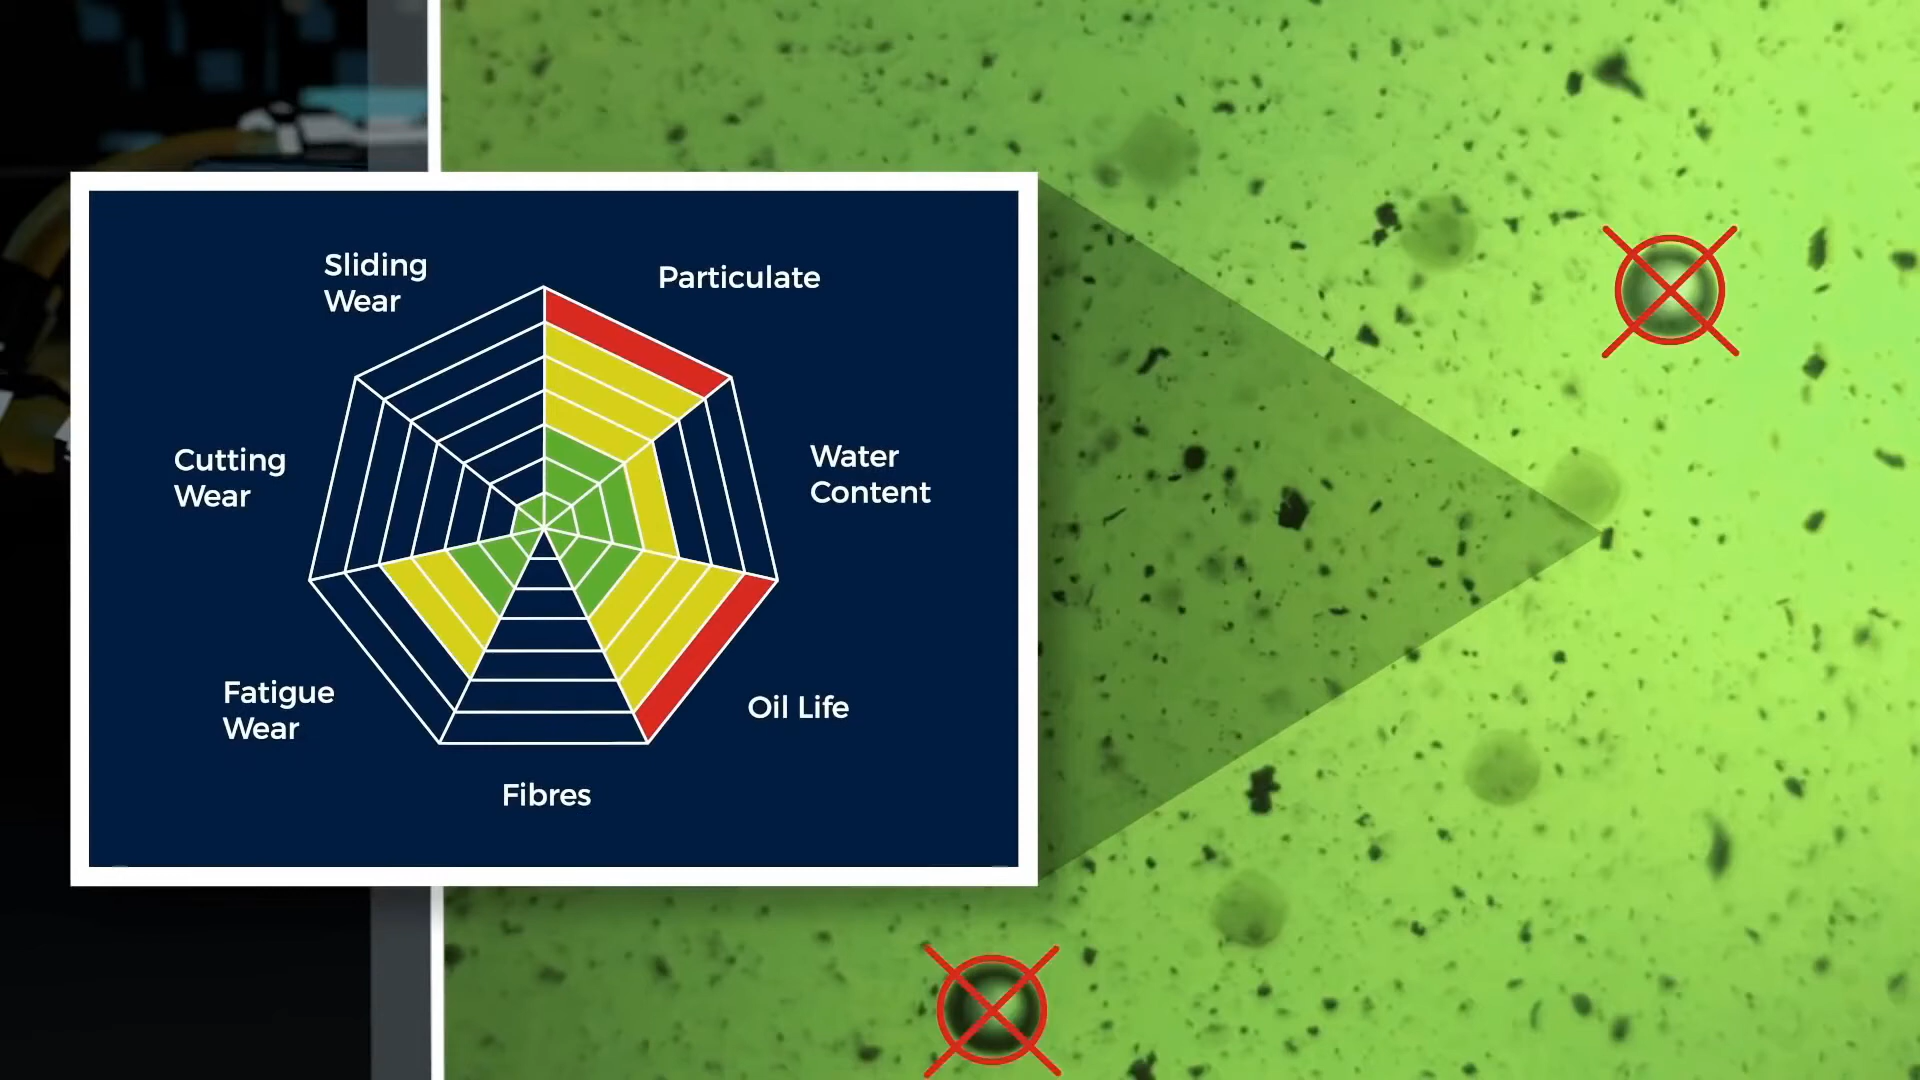 Sliding
Wear
Particulate
Cutting
Wear
Water
Content
Fatigue
Wear
Oil Life
Fibres